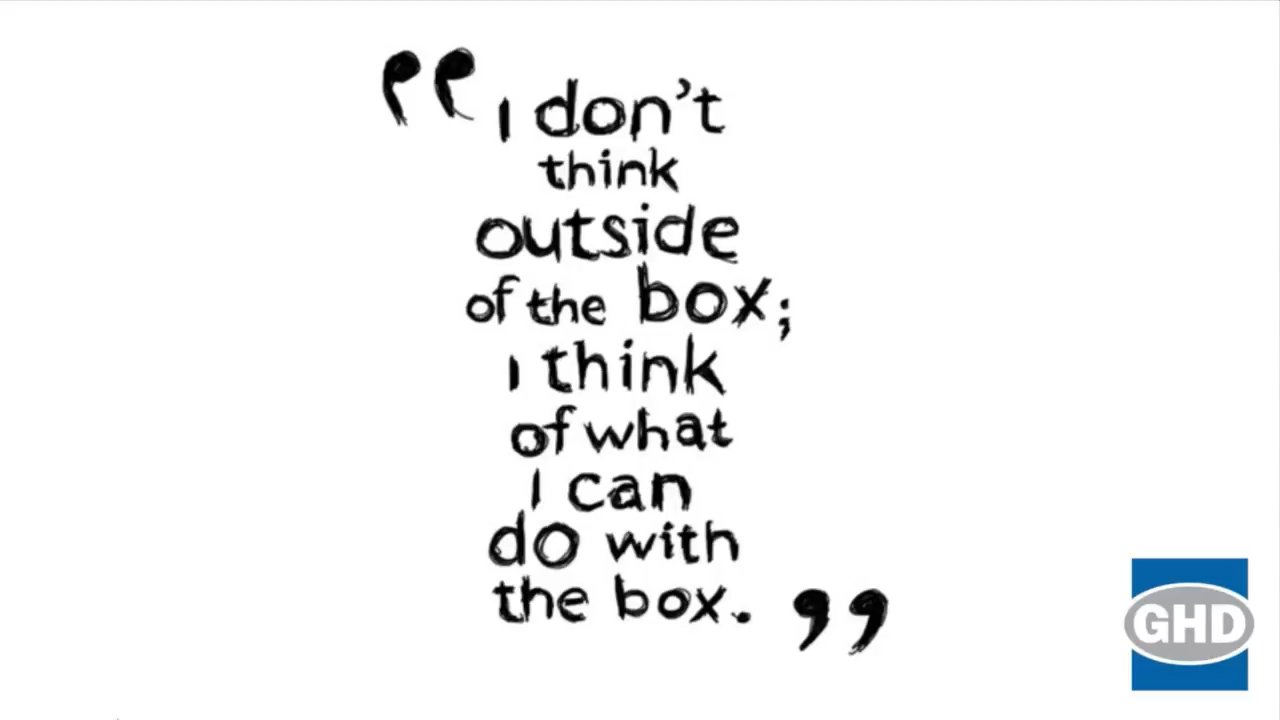 “I don’t
think
outside
of the box;
I think
of what
I can
do with
the box.”
GHD